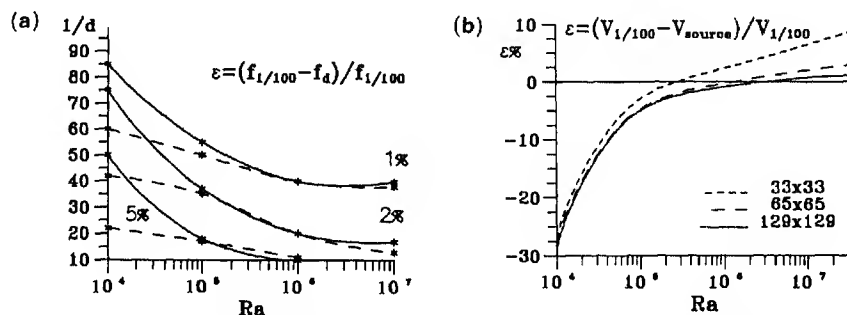 (a) 1/d
90
80
70
60
50
40
30
20
10
ε=(f1/100−fd)/f1/100
1%
2%
5%
10⁴ 10⁵ 10⁶ 10⁷
Ra
(b) ε=(V1/100−Vsource)/V1/100
ε%
10
0
-10
-20
-30
33x33
65x65
129x129
10⁴ 10⁵ 10⁶
Ra